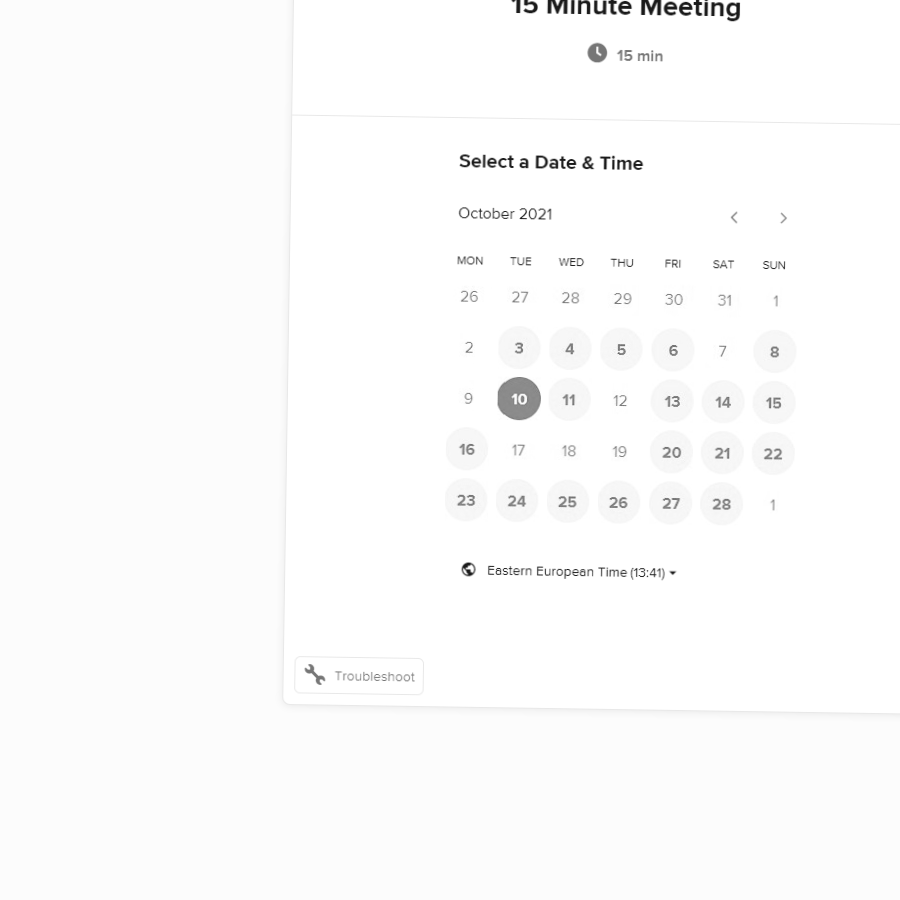 15 Minute Meeting
15 min
Select a Date & Time
October 2021
MON TUE WED THU FRI SAT SUN
26 27 28 29 30 31 1
2 3 4 5 6 7 8
9 10 11 12 13 14 15
16 17 18 19 20 21 22
23 24 25 26 27 28 1
Eastern European Time (13:41)
Troubleshoot